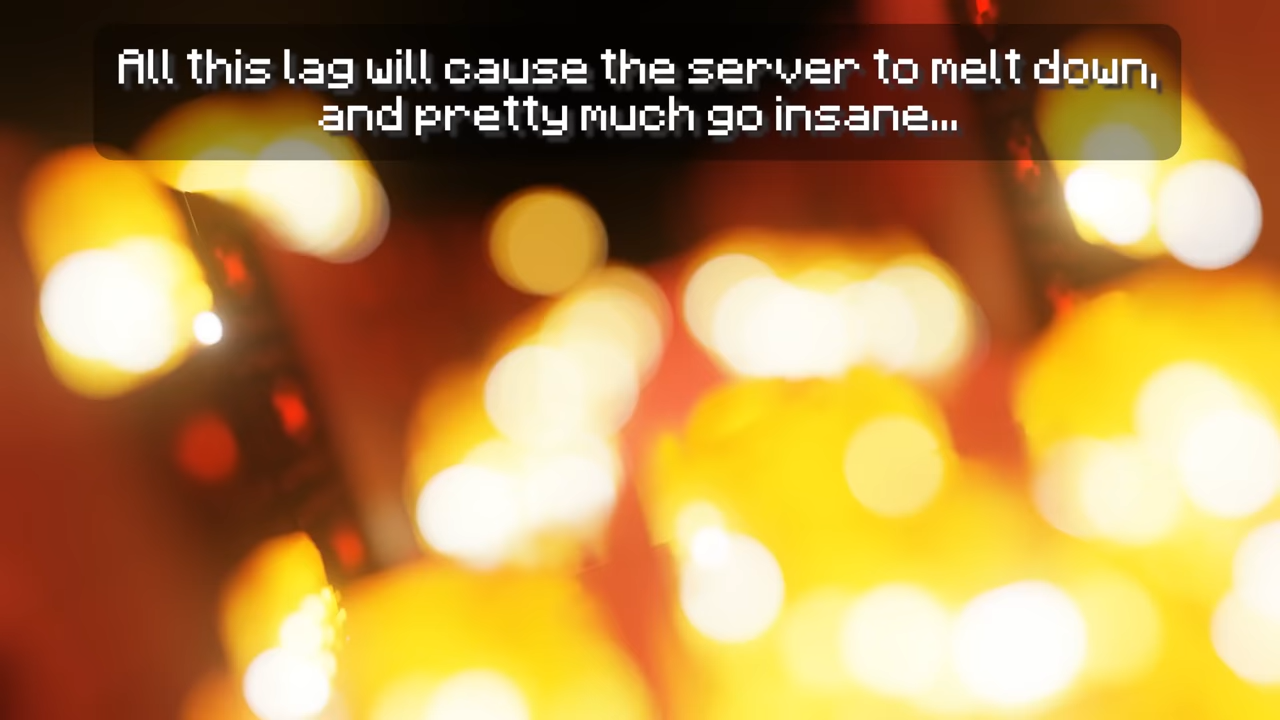 All this lag will cause the server to melt down,
and pretty much go insane...